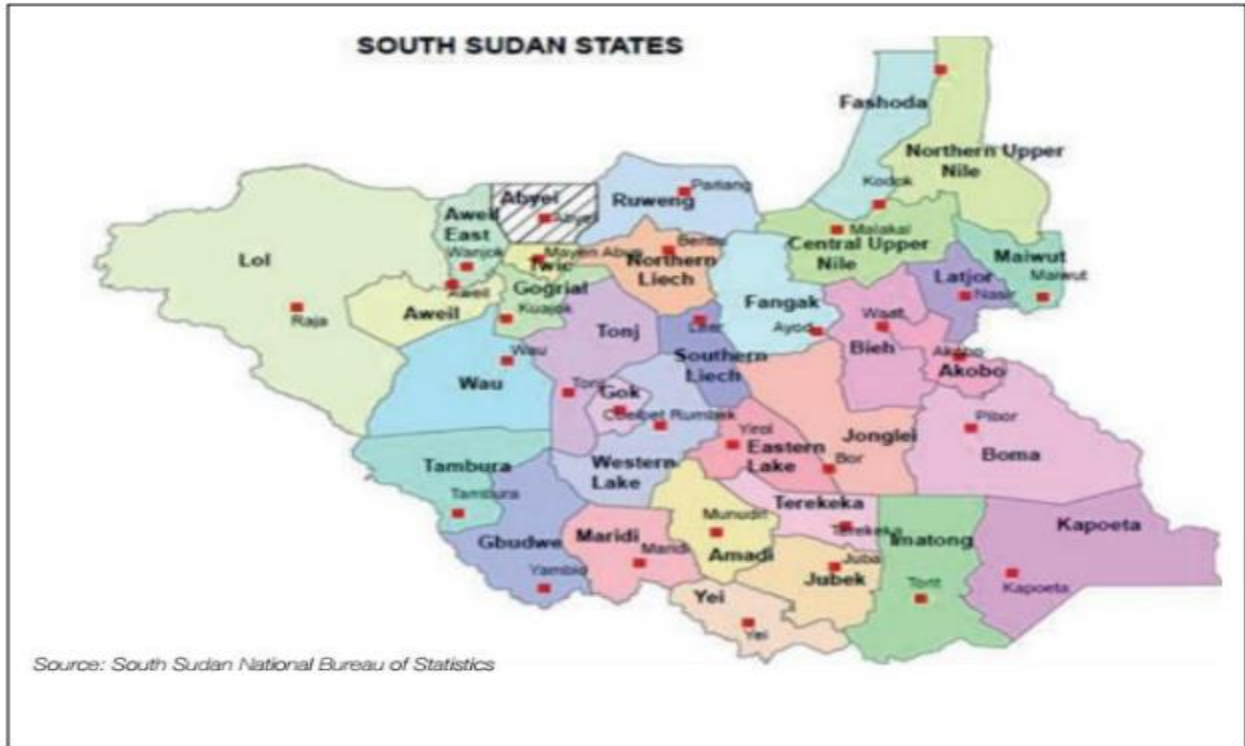 SOUTH SUDAN STATES
Fashoda
Northern Upper
Nile
Kodok
Pariang
Ruweng
Abyei
Abyei
Aweil
East
Wanjok
Malakal
Central Upper
Nile
Maiwut
Maiwut
Bentiu
Northern
Liech
Mayen Abun
Twic
Lol
Raja
Aweil
Aweil
Gogrial
Kuajok
Latjor
Nasir
Fangak
Ayod
Waat
Bieh
Tonj
Tonj
Leer
Southern
Liech
Akobo
Akobo
Wau
Wau
Gok
Cueibet
Rumbek
Pibor
Boma
Yirol
Eastern
Lake
Jonglei
Bor
Western
Lake
Tambura
Tambura
Terekeka
Terekeka
Kapoeta
Kapoeta
Imatong
Torit
Gbudwe
Yambio
Maridi
Maridi
Amadi
Juba
Jubek
Yei
Yei
Source: South Sudan National Bureau of Statistics